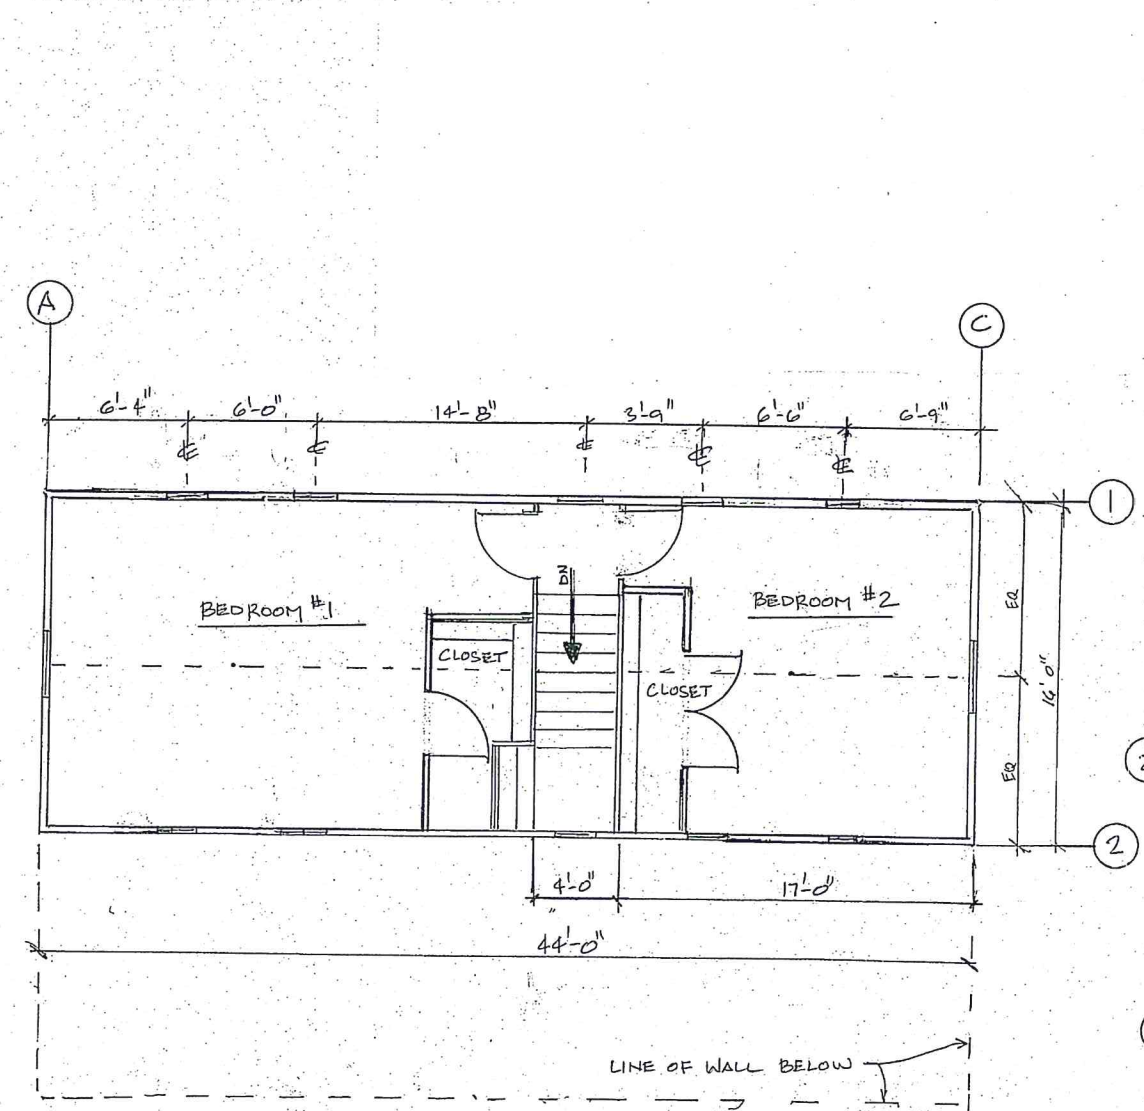 A
C
6'-4"
6'-0"
14'-8"
3'-9"
6'-6"
6'-9"
℄
℄
℄
℄
℄
1
BEDROOM #1
DN
BEDROOM #2
EQ
CLOSET
CLOSET
16'0"
EQ
2
4'-0"
17'-0"
44'-0"
LINE OF WALL BELOW